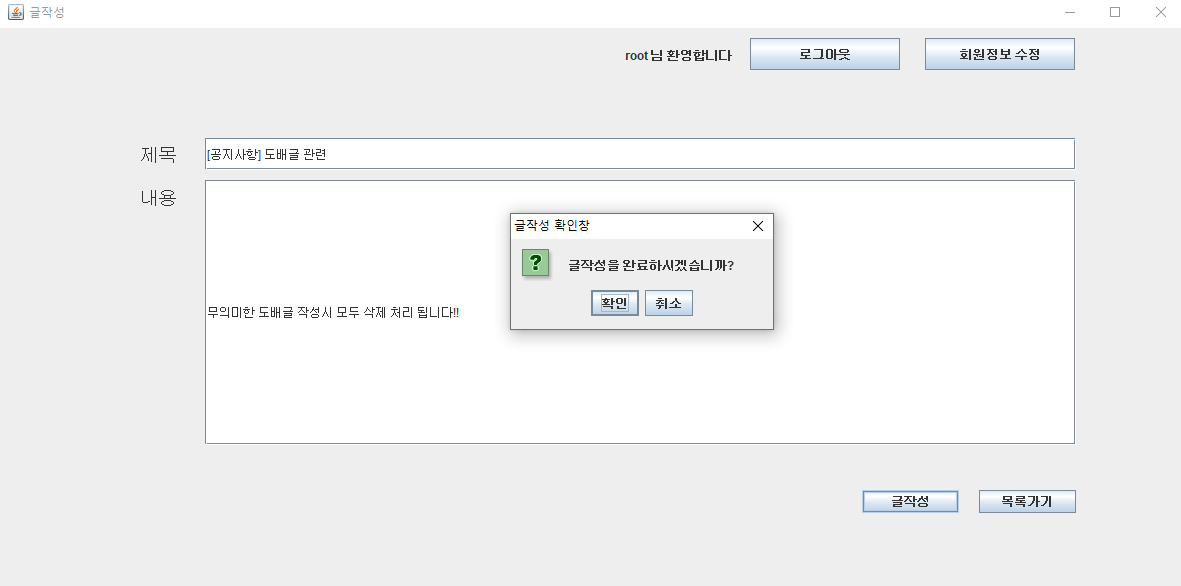 글작성
root님 환영합니다 로그아웃 회원정보 수정
제목 [공지사항] 도배글 관련
내용
글작성 확인창
? 글작성을 완료하시겠습니까?
확인 취소
무의미한 도배글 작성시 모두 삭제 처리 됩니다!!
글작성 목록가기